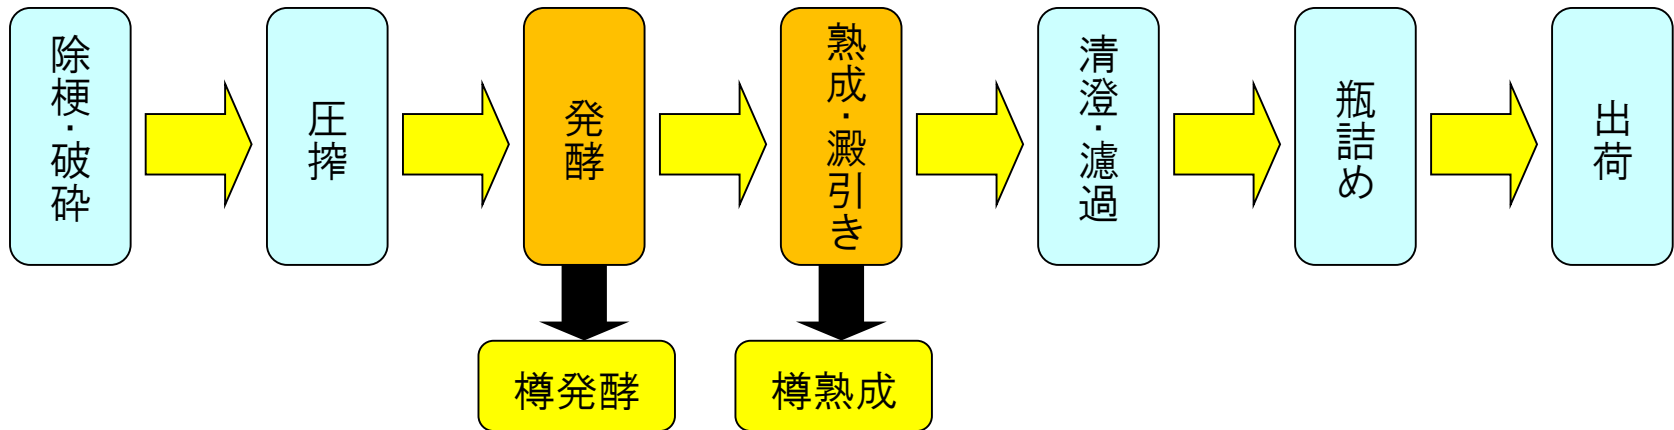 除梗・破砕
圧搾
発酵
熟成・澱引き
清澄・濾過
瓶詰め
出荷
樽発酵
樽熟成